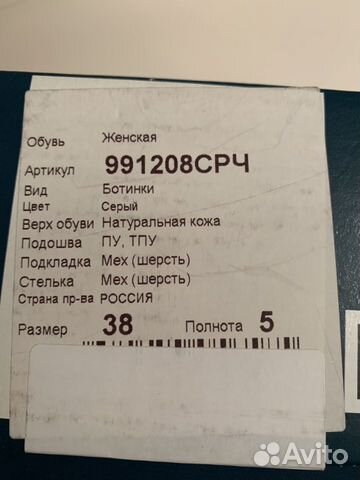 Обувь Женская
Артикул 991208СРЧ
Вид Ботинки
Цвет Серый
Верх обуви Натуральная кожа
Подошва ПУ, ТПУ
Подкладка Мех (шерсть)
Стелька Мех (шерсть)
Страна пр-ва РОССИЯ
Размер 38 Полнота 5
Avito